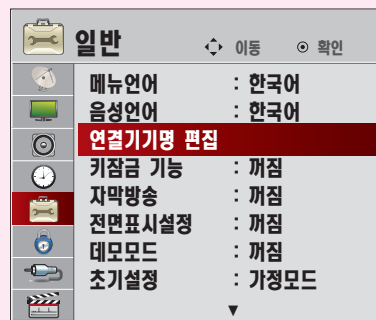 일반 이동 확인
메뉴언어 : 한국어
음성언어 : 한국어
연결기기명 편집
키잠금 기능 : 꺼짐
자막방송 : 꺼짐
전면표시설정 : 꺼짐
데모모드 : 꺼짐
초기설정 : 가정모드